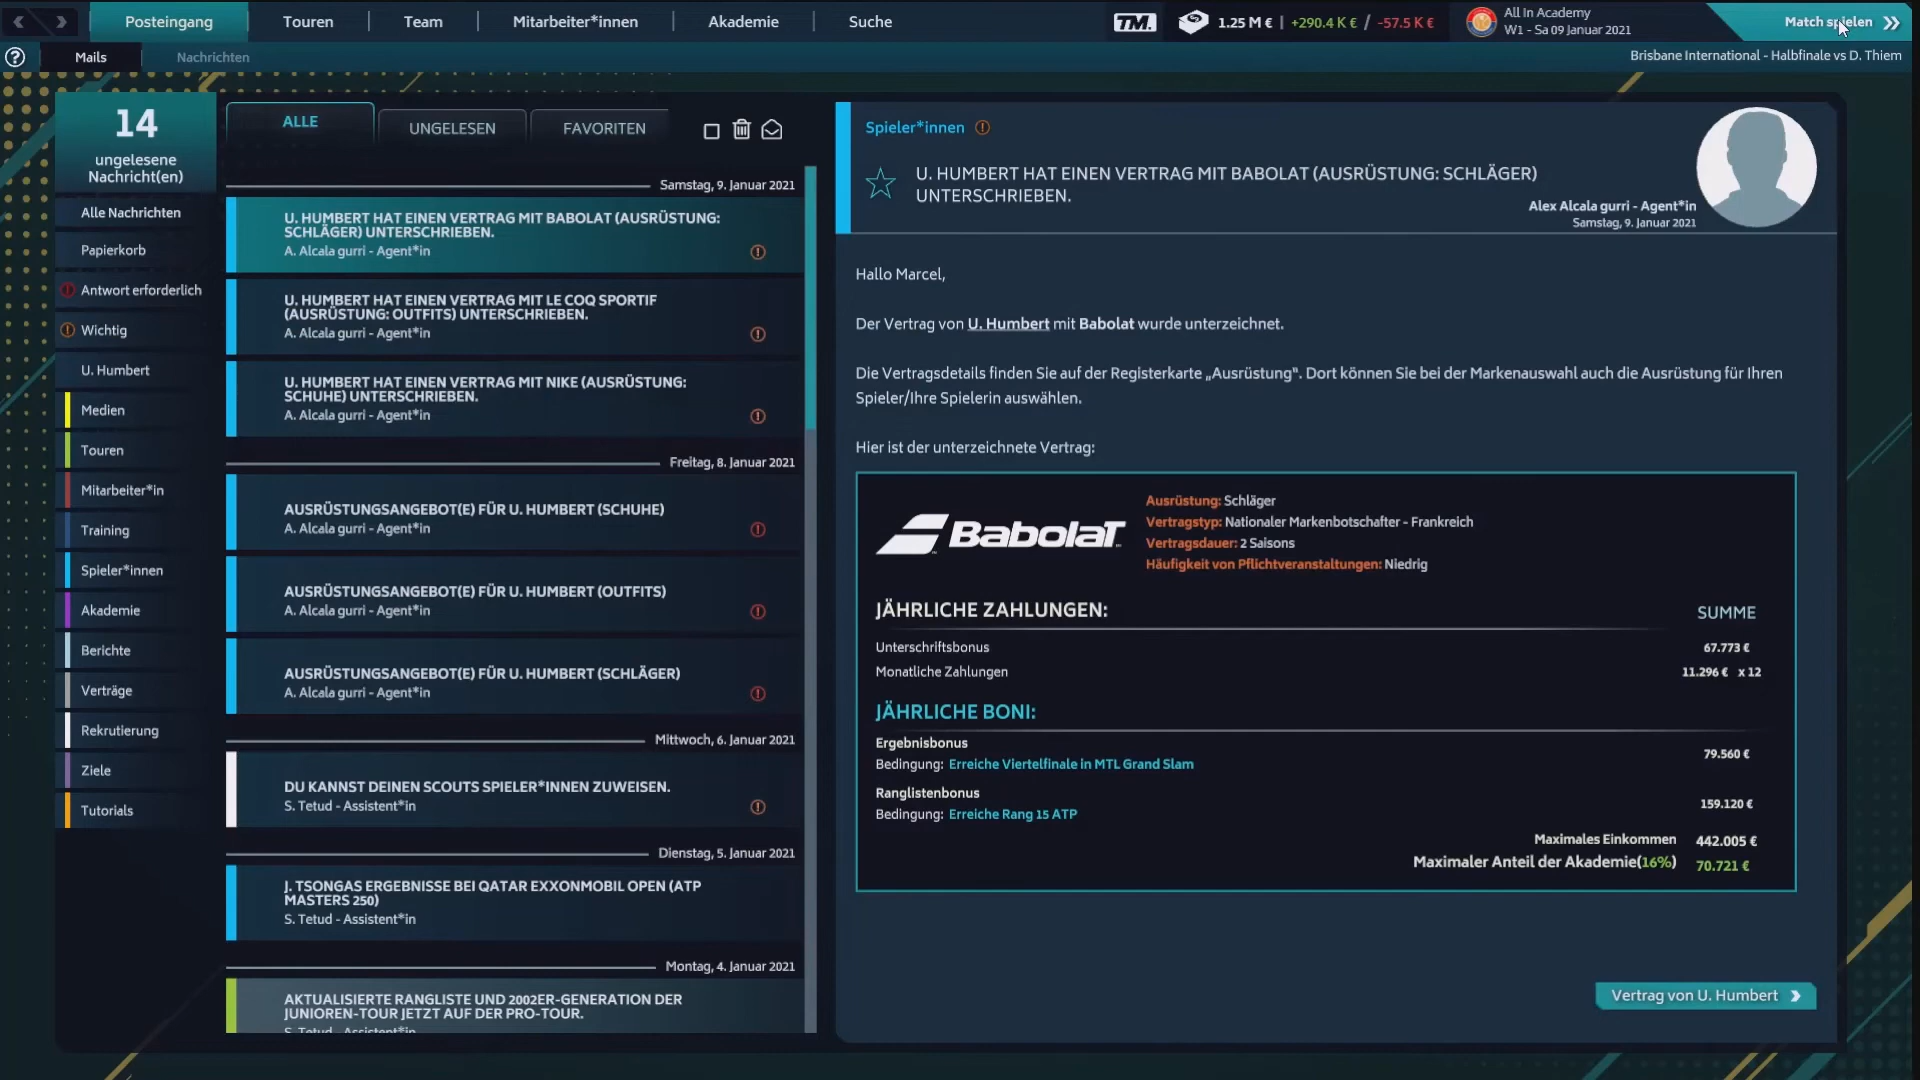 Posteingang
Touren
Team
Mitarbeiter*innen
Akademie
Suche
TM.
1.25 M € | +290.4 K € / -57.5 K €
All In Academy
W1 - Sa 09 Januar 2021
Match spielen
Mails
Nachrichten
Brisbane International - Halbfinale vs D. Thiem
14
ungelesene
Nachricht(en)
Alle Nachrichten
Papierkorb
Antwort erforderlich
Wichtig
U. Humbert
Medien
Touren
Mitarbeiter*in
Training
Spieler*innen
Akademie
Berichte
Verträge
Rekrutierung
Ziele
Tutorials
ALLE
UNGELESEN
FAVORITEN
Samstag, 9. Januar 2021
U. HUMBERT HAT EINEN VERTRAG MIT BABOLAT (AUSRÜSTUNG:
SCHLÄGER) UNTERSCHRIEBEN.
A. Alcala gurri - Agent*in
U. HUMBERT HAT EINEN VERTRAG MIT LE COQ SPORTIF
(AUSRÜSTUNG: OUTFITS) UNTERSCHRIEBEN.
A. Alcala gurri - Agent*in
U. HUMBERT HAT EINEN VERTRAG MIT NIKE (AUSRÜSTUNG:
SCHUHE) UNTERSCHRIEBEN.
A. Alcala gurri - Agent*in
Freitag, 8. Januar 2021
AUSRÜSTUNGSANGEBOT(E) FÜR U. HUMBERT (SCHUHE)
A. Alcala gurri - Agent*in
AUSRÜSTUNGSANGEBOT(E) FÜR U. HUMBERT (OUTFITS)
A. Alcala gurri - Agent*in
AUSRÜSTUNGSANGEBOT(E) FÜR U. HUMBERT (SCHLÄGER)
A. Alcala gurri - Agent*in
Mittwoch, 6. Januar 2021
DU KANNST DEINEN SCOUTS SPIELER*INNEN ZUWEISEN.
S. Tetud - Assistent*in
Dienstag, 5. Januar 2021
J. TSONGAS ERGEBNISSE BEI QATAR EXXONMOBIL OPEN (ATP
MASTERS 250)
S. Tetud - Assistent*in
Montag, 4. Januar 2021
AKTUALISIERTE RANGLISTE UND 2002ER-GENERATION DER
JUNIOREN-TOUR JETZT AUF DER PRO-TOUR.
S. Tetud - Assistent*in
Spieler*innen
U. HUMBERT HAT EINEN VERTRAG MIT BABOLAT (AUSRÜSTUNG: SCHLÄGER)
UNTERSCHRIEBEN.
Alex Alcala gurri - Agent*in
Samstag, 9. Januar 2021
Hallo Marcel,
Der Vertrag von U. Humbert mit Babolat wurde unterzeichnet.
Die Vertragsdetails finden Sie auf der Registerkarte „Ausrüstung“. Dort können Sie bei der Markenauswahl auch die Ausrüstung für Ihren
Spieler/Ihre Spielerin auswählen.
Hier ist der unterzeichnete Vertrag:
BABOLAT
Ausrüstung: Schläger
Vertragstyp: Nationaler Markenbotschafter - Frankreich
Vertragsdauer: 2 Saisons
Häufigkeit von Pflichtveranstaltungen: Niedrig
JÄHRLICHE ZAHLUNGEN:
SUMME
Unterschriftsbonus
67.773 €
Monatliche Zahlungen
11.296 € x 12
JÄHRLICHE BONI:
Ergebnisbonus
Bedingung: Erreiche Viertelfinale in MTL Grand Slam
79.560 €
Ranglistenbonus
Bedingung: Erreiche Rang 15 ATP
159.120 €
Maximales Einkommen 442.005 €
Maximaler Anteil der Akademie(16%) 70.721 €
Vertrag von U. Humbert